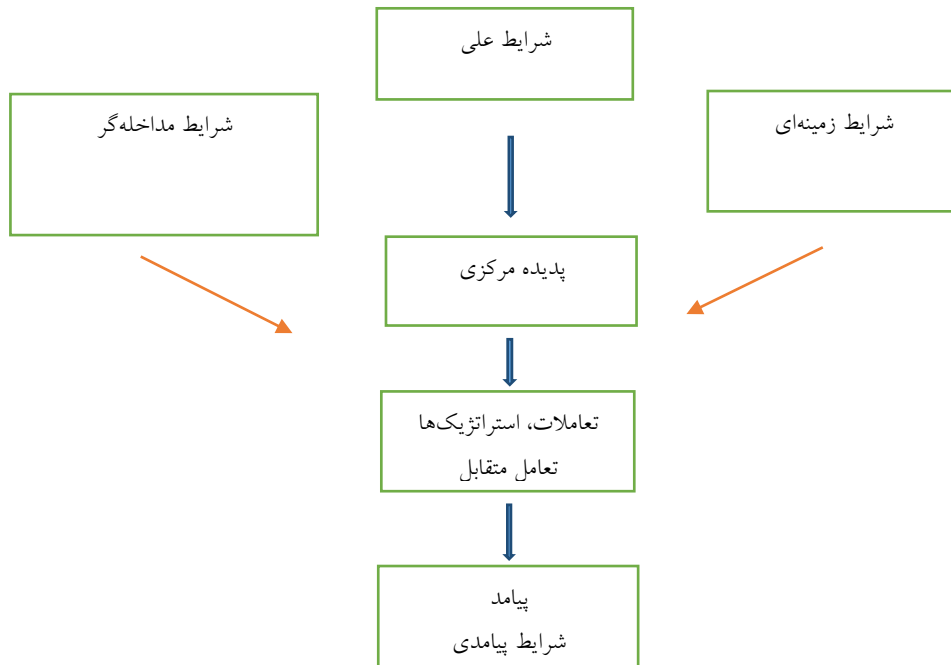 شرایط علی
شرایط زمینه‌ای
شرایط مداخله‌گر
پدیده مرکزی
تعاملات، استراتژیک‌ها
تعامل متقابل
پیامد
شرایط پیامدی